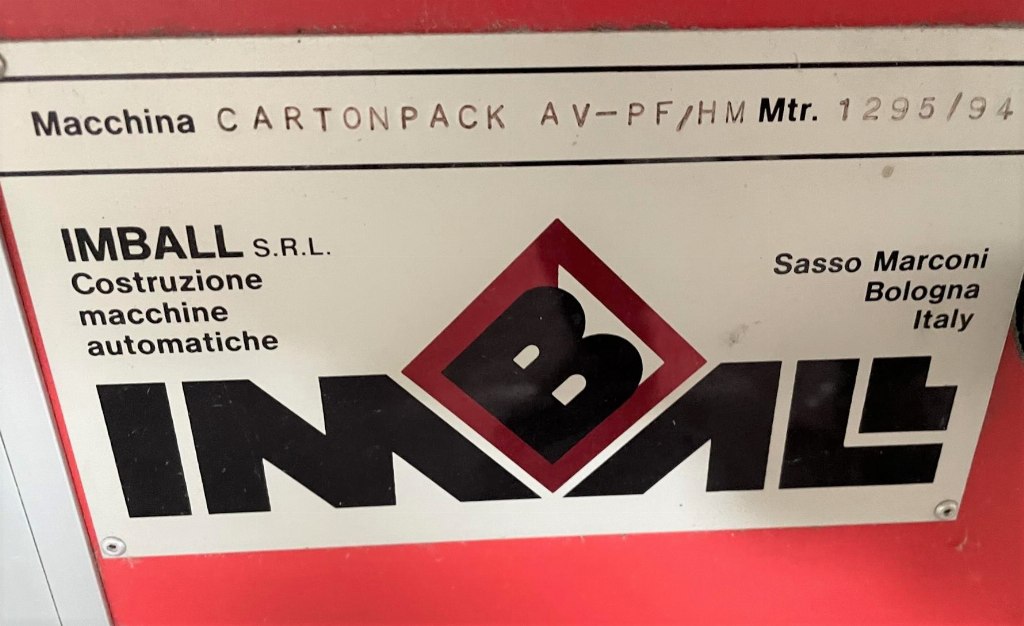 Macchina CARTONPACK AV-PF/HM Mtr. 1295/94
IMBALL S.R.L.
Costruzione
macchine
automatiche
Sasso Marconi
Bologna
Italy
IMBALL